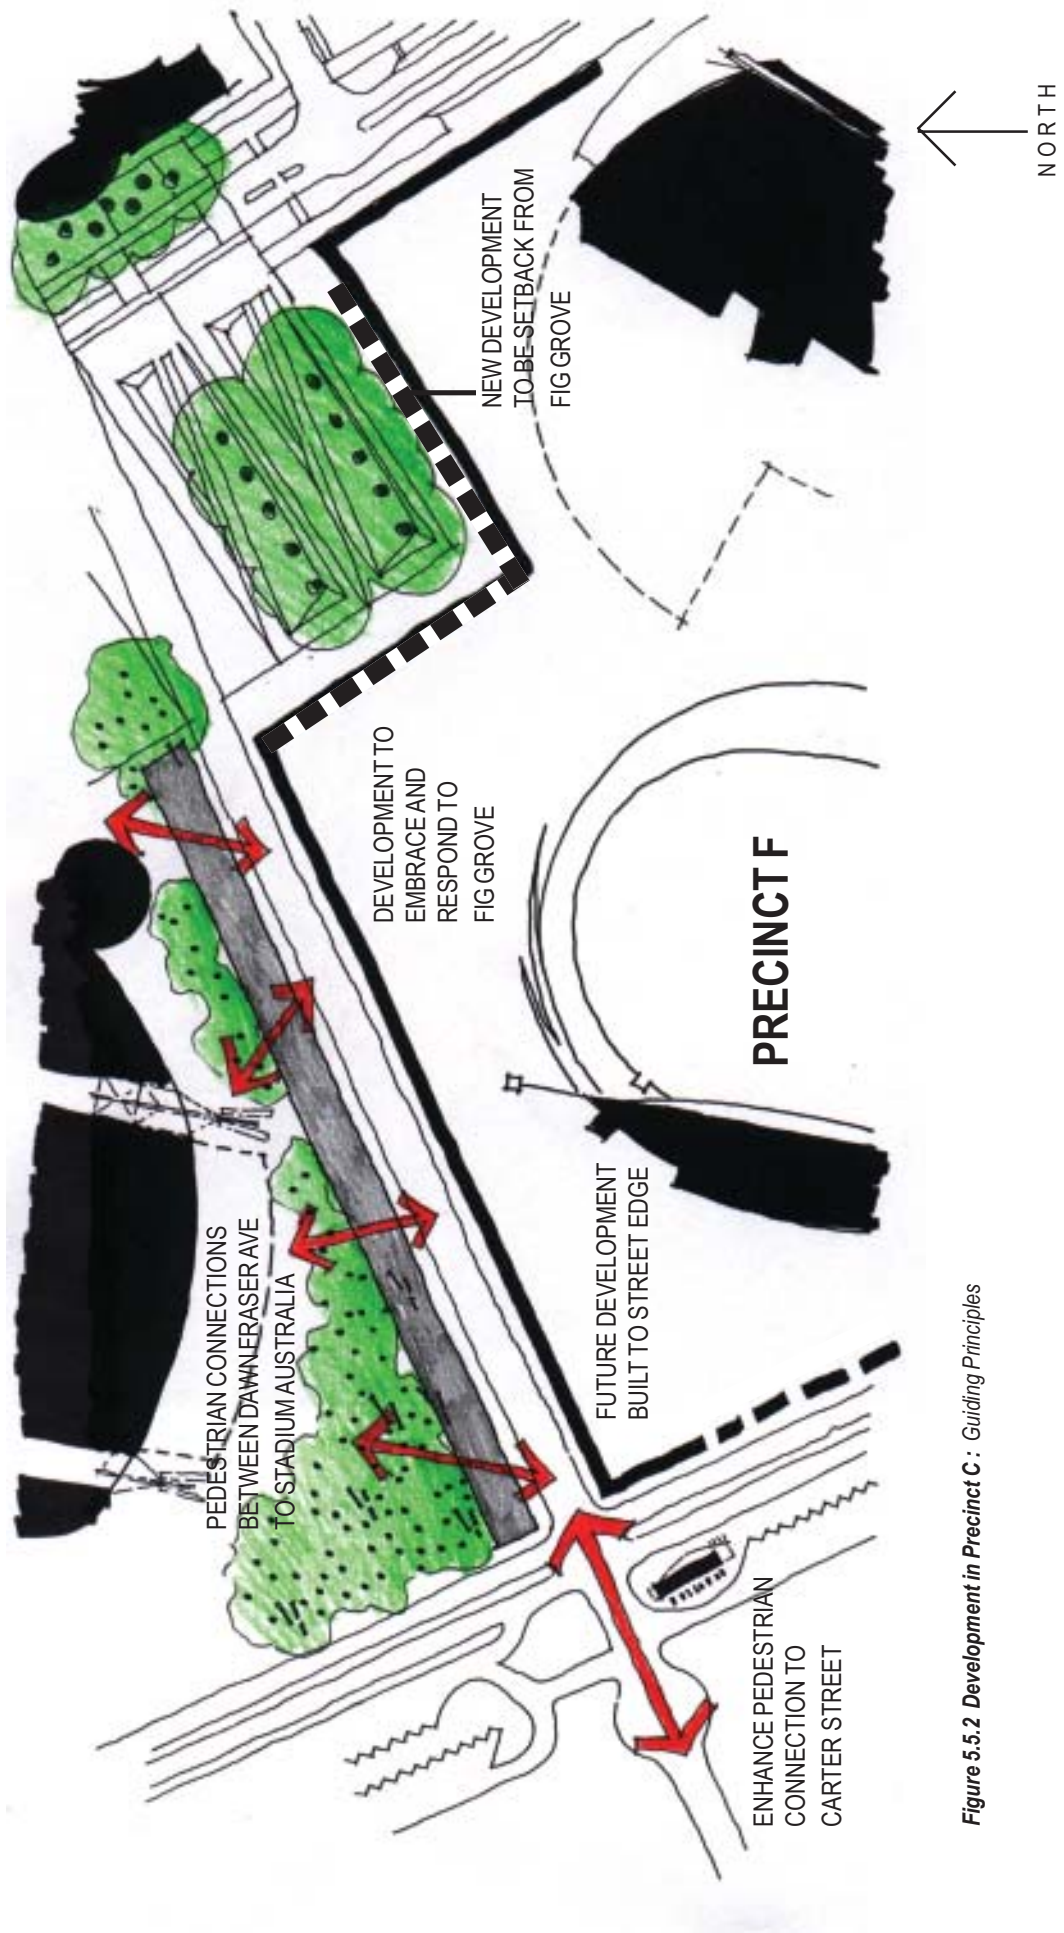 PEDESTRIAN CONNECTIONS
BETWEEN DAWN FRASER AVE
TO STADIUM AUSTRALIA
DEVELOPMENT TO
EMBRACE AND
RESPOND TO
FIG GROVE
NEW DEVELOPMENT
TO BE SETBACK FROM
FIG GROVE
FUTURE DEVELOPMENT
BUILT TO STREET EDGE
ENHANCE PEDESTRIAN
CONNECTION TO
CARTER STREET
PRECINCT F
NORTH
Figure 5.5.2 Development in Precinct C : Guiding Principles